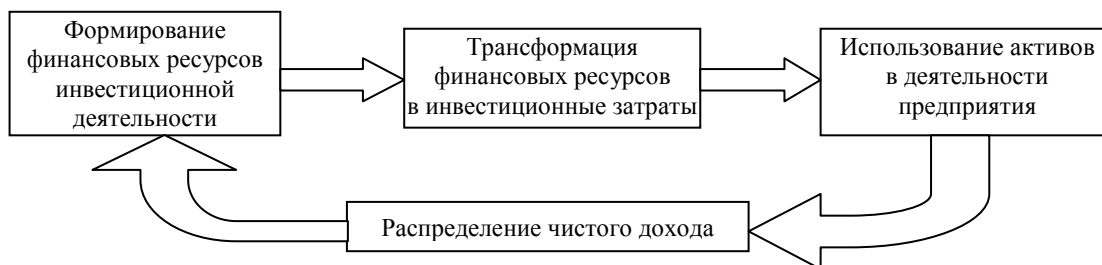 Формирование
финансовых ресурсов
инвестиционной
деятельности
Трансформация
финансовых ресурсов
в инвестиционные затраты
Использование активов
в деятельности
предприятия
Распределение чистого дохода